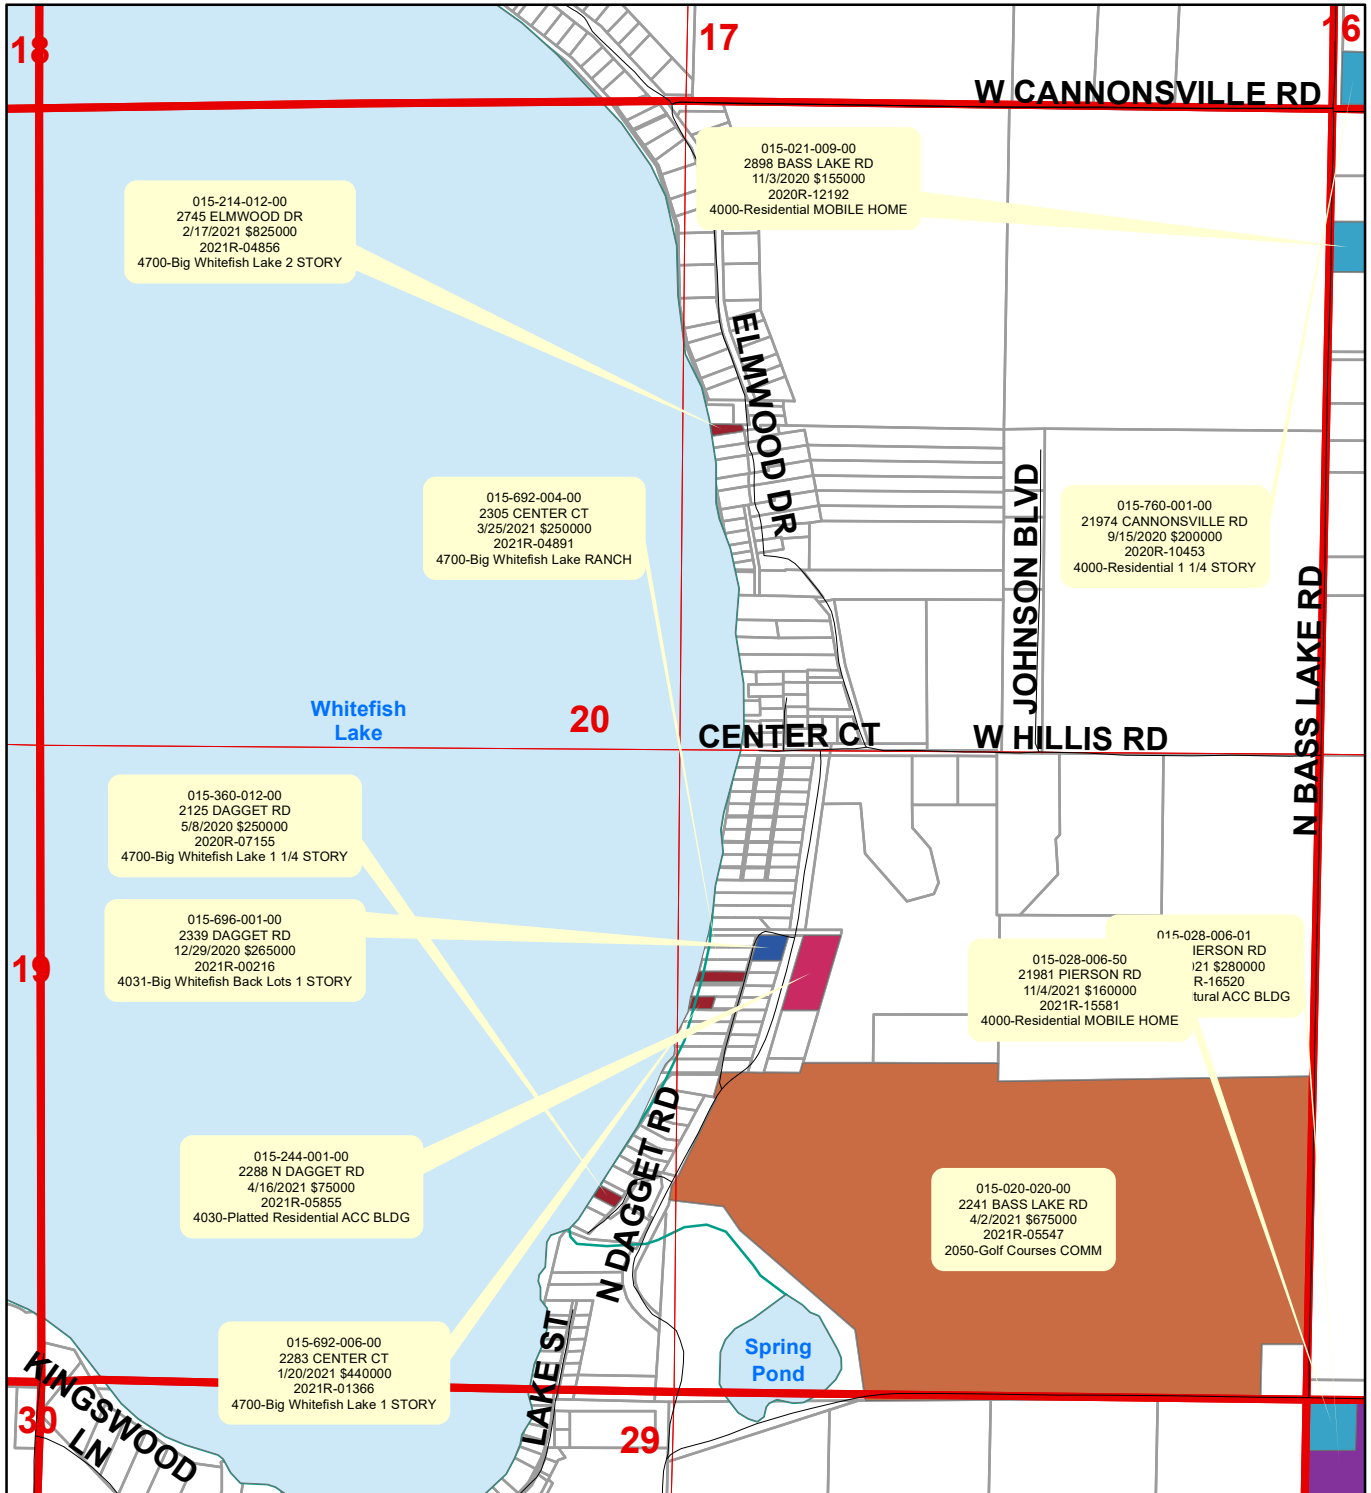 18
17
16
W CANNONSVILLE RD
015-021-009-00
2898 BASS LAKE RD
11/3/2020 $155000
2020R-12192
4000-Residential MOBILE HOME
015-214-012-00
2745 ELMWOOD DR
2/17/2021 $825000
2021R-04856
4700-Big Whitefish Lake 2 STORY
ELMWOOD DR
015-692-004-00
2305 CENTER CT
3/25/2021 $250000
2021R-04891
4700-Big Whitefish Lake RANCH
JOHNSON BLVD
015-760-001-00
21974 CANNONSVILLE RD
9/15/2020 $200000
2020R-10453
4000-Residential 1 1/4 STORY
N BASS LAKE RD
Whitefish
Lake
20
CENTER CT
W HILLIS RD
015-360-012-00
2125 DAGGET RD
5/8/2020 $250000
2020R-07155
4700-Big Whitefish Lake 1 1/4 STORY
015-696-001-00
2339 DAGGET RD
12/29/2020 $265000
2021R-00216
4031-Big Whitefish Back Lots 1 STORY
19
015-028-006-01
PIERSON RD
21 $280000
R-16520
tural ACC BLDG
015-028-006-50
21981 PIERSON RD
11/4/2021 $160000
2021R-15581
4000-Residential MOBILE HOME
N DAGGET RD
015-244-001-00
2288 N DAGGET RD
4/16/2021 $75000
2021R-05855
4030-Platted Residential ACC BLDG
015-020-020-00
2241 BASS LAKE RD
4/2/2021 $675000
2021R-05547
2050-Golf Courses COMM
015-692-006-00
2283 CENTER CT
1/20/2021 $440000
2021R-01366
4700-Big Whitefish Lake 1 STORY
LAKE ST
Spring
Pond
KINGSWOOD
LN
30
29